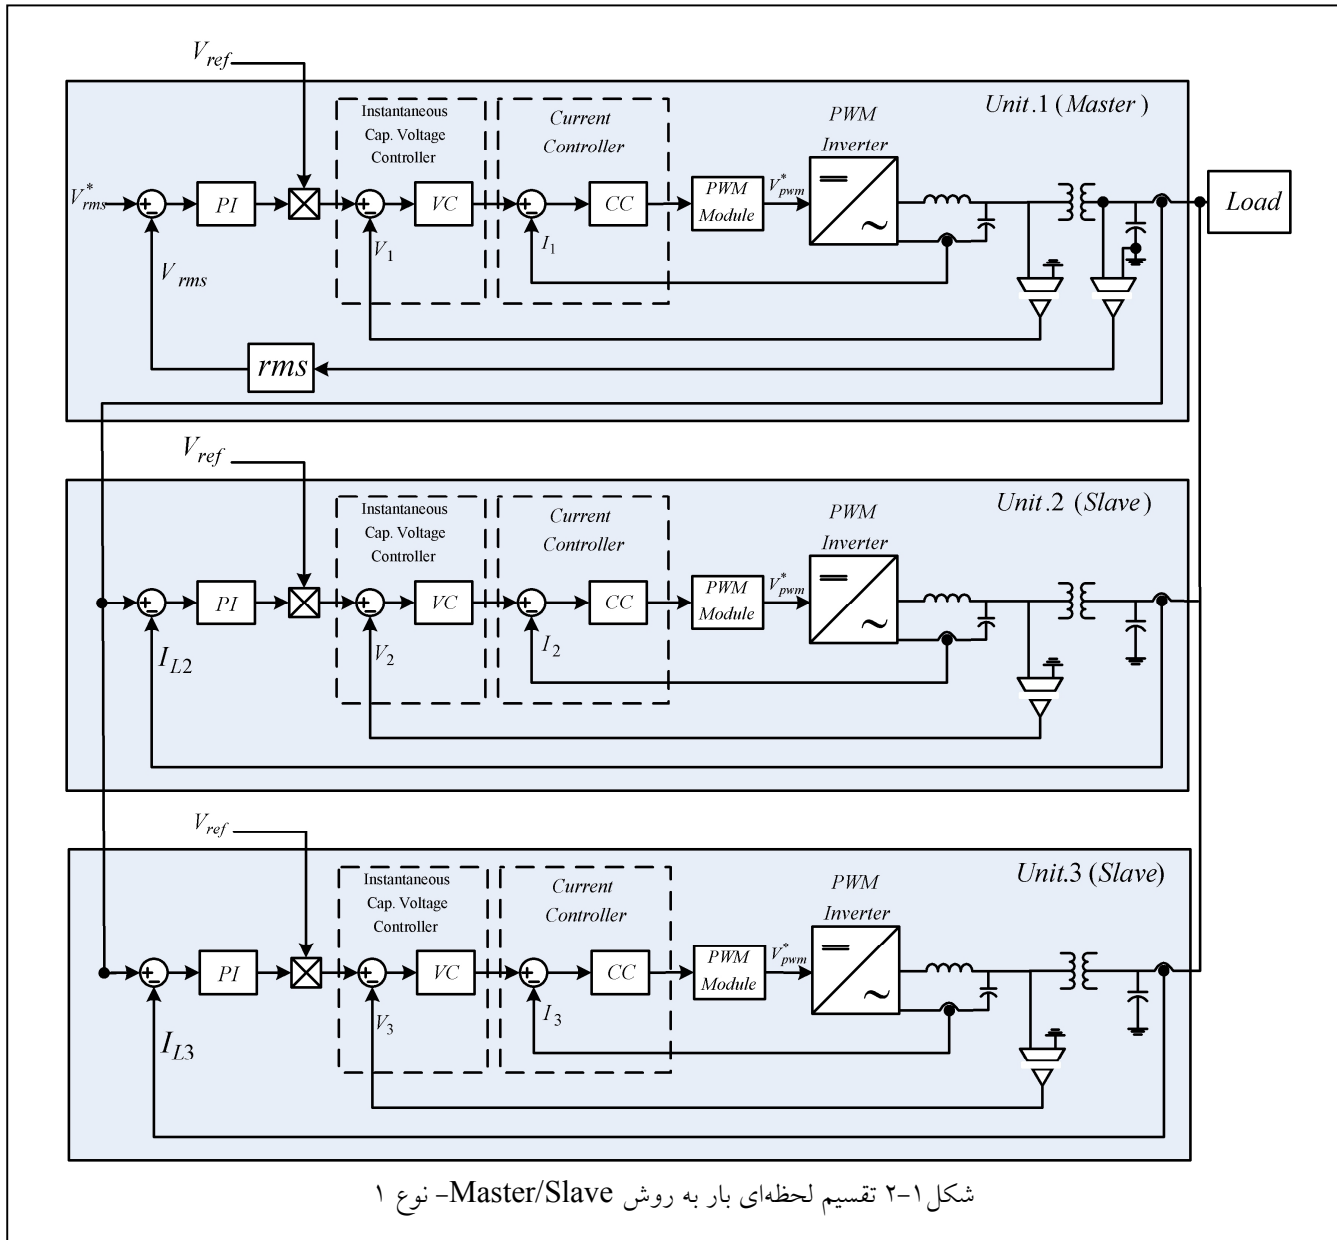 V_ref
Unit.1 (Master)
Instantaneous
Cap. Voltage
Controller
Current
Controller
PWM
Inverter
V*_rms
PI
VC
CC
PWM
Module
V*_pwm
Load
V_1
I_1
V_rms
rms
V_ref
Unit.2 (Slave)
Instantaneous
Cap. Voltage
Controller
Current
Controller
PWM
Inverter
PI
VC
CC
PWM
Module
V*_pwm
I_L2
V_2
I_2
V_ref
Unit.3 (Slave)
Instantaneous
Cap. Voltage
Controller
Current
Controller
PWM
Inverter
PI
VC
CC
PWM
Module
V*_pwm
I_L3
V_3
I_3
شکل۱-۲ تقسیم لحظه‌ای بار به روش Master/Slave- نوع ۱